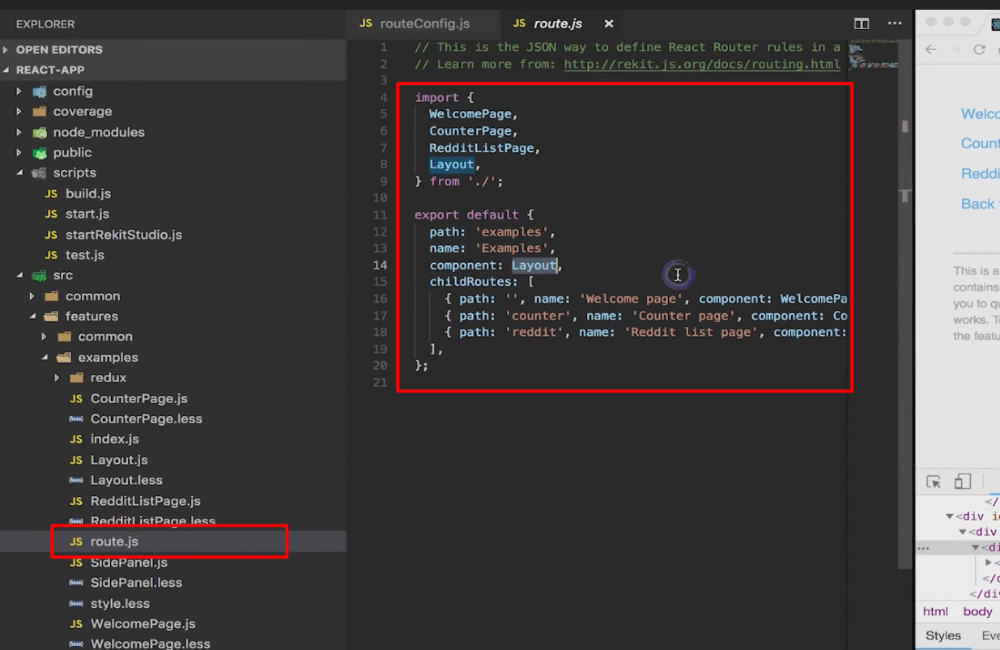 EXPLORER
OPEN EDITORS
REACT-APP
config
coverage
node_modules
public
scripts
JS build.js
JS start.js
JS startRekitStudio.js
JS test.js
src
common
features
common
examples
redux
JS CounterPage.js
{less} CounterPage.less
JS index.js
JS Layout.js
{less} Layout.less
JS RedditListPage.js
{less} RedditListPage.less
JS route.js
JS SidePanel.js
{less} SidePanel.less
{less} style.less
JS WelcomePage.js
{less} WelcomePage.less
JS routeConfig.js
JS route.js
1 // This is the JSON way to define React Router rules in a
2 // Learn more from: http://rekit.js.org/docs/routing.html
3
4 import {
5 WelcomePage,
6 CounterPage,
7 RedditListPage,
8 Layout,
9 } from './';
10
11 export default {
12 path: 'examples',
13 name: 'Examples',
14 component: Layout,
15 childRoutes: [
16 { path: '', name: 'Welcome page', component: WelcomePa
17 { path: 'counter', name: 'Counter page', component: Co
18 { path: 'reddit', name: 'Reddit list page', component:
19 ],
20 };
21
Welco
Count
Reddi
Back
This is a
contains
you to qu
works. T
the featu
</
<div i
<div
<di
<
</d
</div
html body
Styles Eve